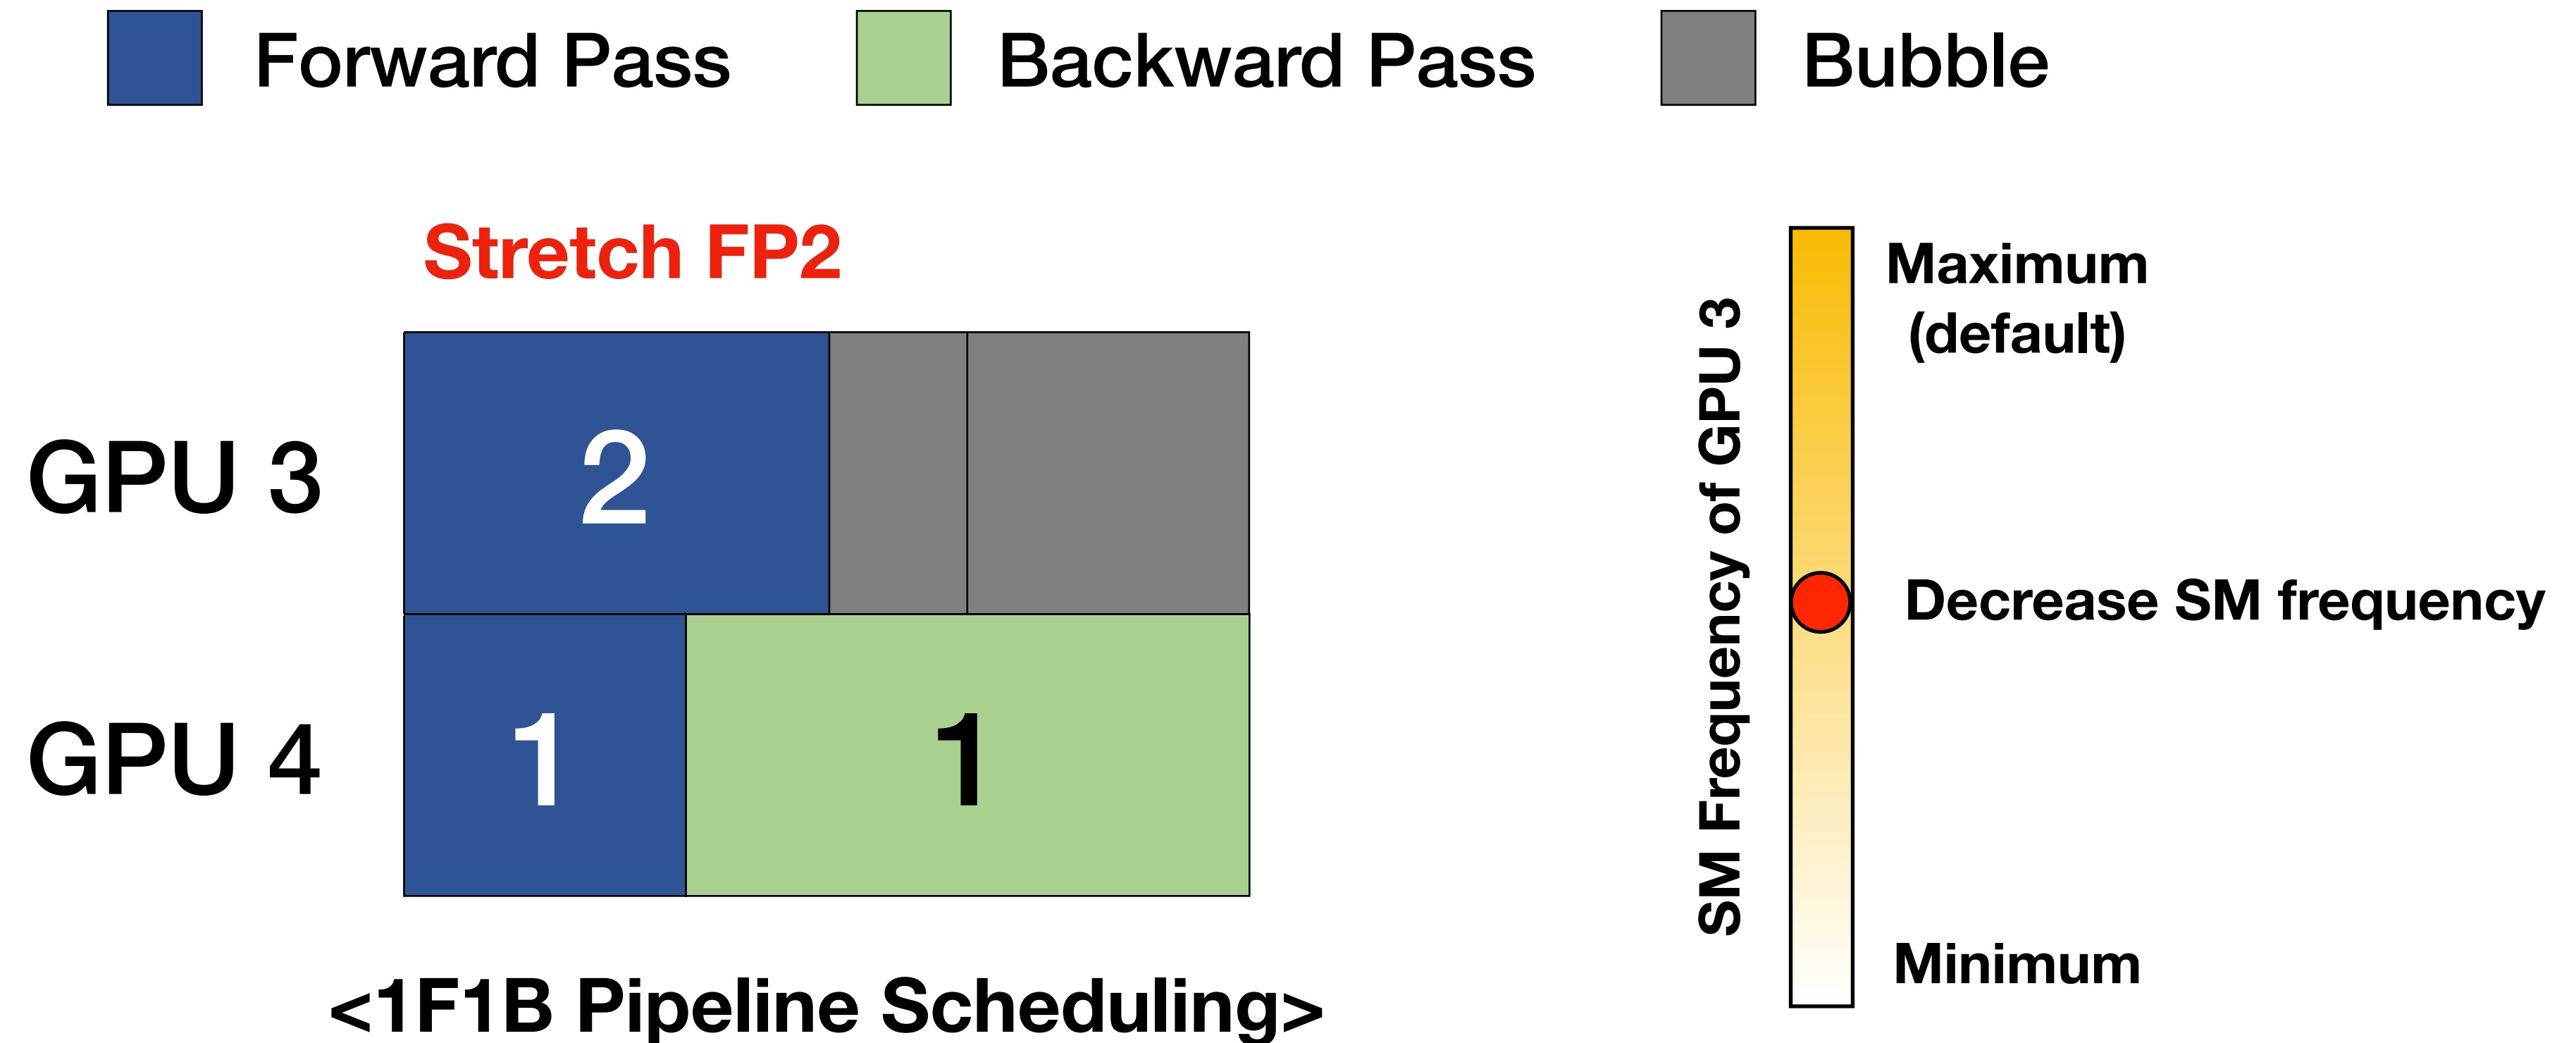 Forward Pass
Backward Pass
Bubble
Stretch FP2
GPU 3
2
GPU 4
1
1
<1F1B Pipeline Scheduling>
SM Frequency of GPU 3
Maximum
(default)
Decrease SM frequency
Minimum